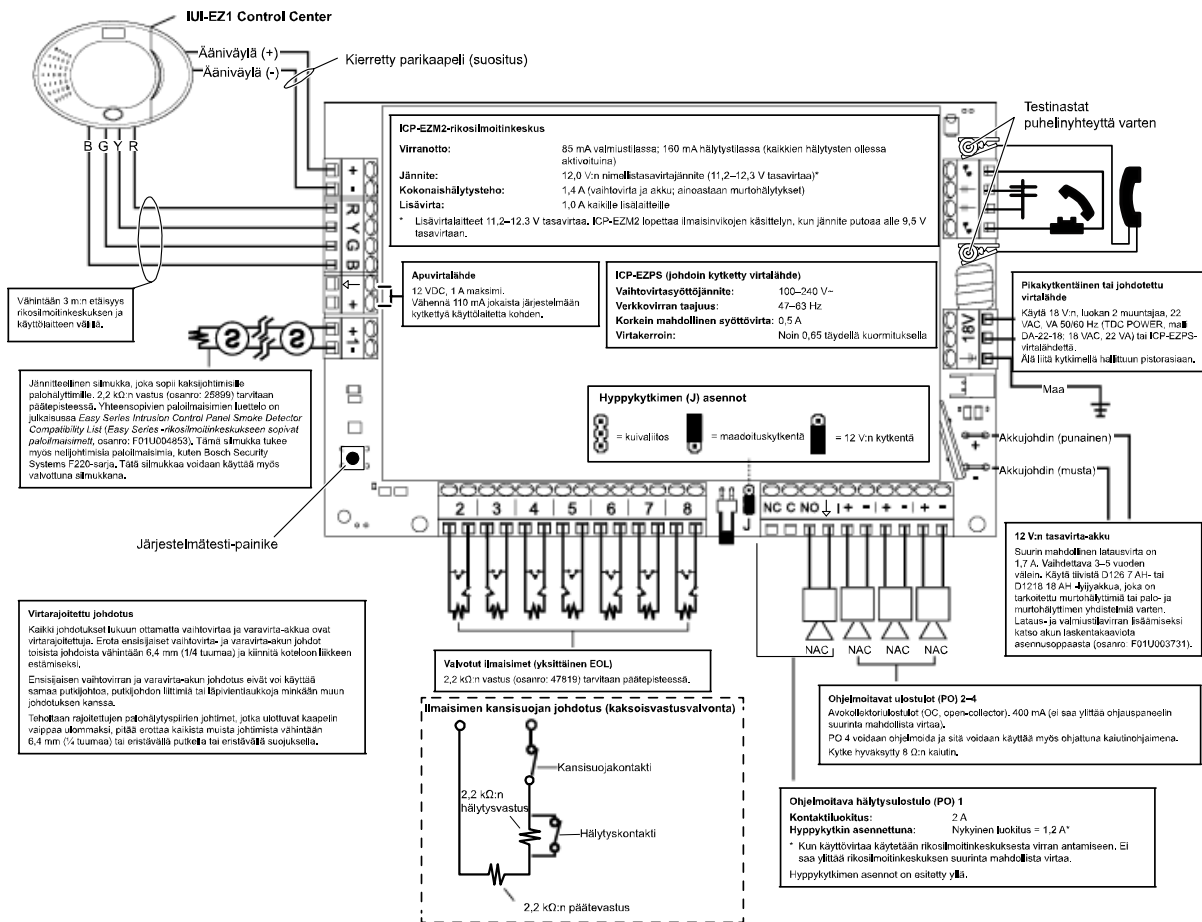 IUI-EZ1 Control Center
Ääniväylä (+)
Ääniväylä (-)
Kierretty parikaapeli (suositus)
B G Y R
Vähintään 3 m:n etäisyys
rikosilmoitinkeskuksen ja
käyttölaitteen välillä.
+
-
R
Y
G
B
+
+1-
ICP-EZM2-rikosilmoitinkeskus
Virranotto: 85 mA valmiustilassa; 160 mA hälytystilassa (kaikkien hälytysten ollessa
aktivoituina)
Jännite: 12,0 V:n nimellistasavirtajännite (11,2–12,3 V tasavirtaa)*
Kokonaishälytysteho: 1,4 A (vaihtovirta ja akku; ainoastaan murtohälytykset)
Lisävirta: 1,0 A kaikille lisälaitteille
* Lisävirtalaitteet 11,2–12.3 V tasavirtaa. ICP-EZM2 lopettaa ilmaisinvikojen käsittelyn, kun jännite putoaa alle 9,5 V
tasavirtaan.
Apuvirtalähde
12 VDC, 1 A maksimi.
Vähennä 110 mA jokaista järjestelmään
kytkettyä käyttölaitetta kohden.
ICP-EZPS (johdoin kytketty virtalähde)
Vaihtovirtasyöttöjännite: 100–240 V~
Verkkovirran taajuus: 47–63 Hz
Korkein mahdollinen syöttövirta: 0,5 A
Virtakerroin: Noin 0,65 täydellä kuormituksella
Hyppykytkimen (J) asennot
= kuivaliitos
= maadoituskytkentä
= 12 V:n kytkentä
Testinastat
puhelinyhteyttä varten
18V
Pikakytkentäinen tai johdotettu
virtalähde
Käytä 18 V:n, luokan 2 muuntajaa, 22
VAC, VA 50/60 Hz (TDC POWER, malli
DA-22-18; 18 VAC, 22 VA) tai ICP-EZPS-
virtalähdettä.
Älä liitä kytkimellä hallittuun pistorasiaan.
Maa
+
-
Akkujohdin (punainen)
Akkujohdin (musta)
12 V:n tasavirta-akku
Suurin mahdollinen latausvirta on
1,7 A. Vaihdettava 3–5 vuoden
välein. Käytä tiivistä D126 7 AH- tai
D1218 18 AH -lyijyakkua, joka on
tarkoitettu murtohälyttimiä tai palo- ja
murtohälyttimen yhdistelmiä varten.
Lataus- ja valmiustilavirran lisäämiseksi
katso akun laskentakaaviota
asennusoppaasta (osanro: F01U003731).
Jännitteellinen silmukka, joka sopii kaksijohtimisille
palohälyttimille. 2,2 kΩ:n vastus (osanro: 25899) tarvitaan
päätepisteessä. Yhteensopivien paloilmaisimien luettelo on
julkaisussa Easy Series Intrusion Control Panel Smoke Detector
Compatibility List (Easy Series -rikosilmoitinkeskukseen sopivat
paloilmaisimett, osanro: F01U004853). Tämä silmukka tukee
myös nelijohtimisia paloilmaisimia, kuten Bosch Security
Systems F220-sarja. Tätä silmukkaa voidaan käyttää myös
valvottuna silmukkana.
Järjestelmätesti-painike
2 3 4 5 6 7 8
J
NC C NO + - + - + -
NAC NAC NAC NAC
Virtarajoitettu johdotus
Kaikki johdotukset lukuun ottamatta vaihtovirtaa ja varavirta-akkua ovat
virtarajoitettuja. Erota ensisijaiset vaihtovirta- ja varavirta-akun johdot
toisista johdoista vähintään 6,4 mm (1/4 tuumaa) ja kiinnitä koteloon liikkeen
estämiseksi.
Ensisijaisen vaihtovirran ja varavirta-akun johdotus eivät voi käyttää
samaa putkijohtoa, putkijohdon liittimiä tai läpivientiaukkoja minkään muun
johdotuksen kanssa.
Teholtaan rajoitettujen palohälytyspiirien johtimet, jotka ulottuvat kaapelin
vaippaa ulommaksi, pitää erottaa kaikista muista johtimista vähintään
6,4 mm (¼ tuumaa) tai eristävällä putkella tai eristävällä suojuksella.
Valvotut ilmaisimet (yksittäinen EOL)
2,2 kΩ:n vastus (osanro: 47819) tarvitaan päätepisteessä.
Ilmaisimen kansisuojan johdotus (kaksoisvastusvalvonta)
Kansisuojakontakti
2,2 kΩ:n
hälytysvastus
Hälytyskontakti
2,2 kΩ:n päätevastus
Ohjelmoitavat ulostulot (PO) 2–4
Avokollektoriulostulot (OC, open-collector). 400 mA (ei saa ylittää ohjauspaneelin
suurinta mahdollista virtaa).
PO 4 voidaan ohjelmoida ja sitä voidaan käyttää myös ohjattuna kaiutinohjaimena.
Kytke hyväksytty 8 Ω:n kaiutin.
Ohjelmoitava hälytysulostulo (PO) 1
Kontaktiluokitus: 2 A
Hyppykytkin asennettuna: Nykyinen luokitus = 1,2 A*
* Kun käyttövirtaa käytetään rikosilmoitinkeskuksesta virran antamiseen. Ei
saa ylittää rikosilmoitinkeskuksen suurinta mahdollista virtaa.
Hyppykytkimen asennot on esitetty yllä.